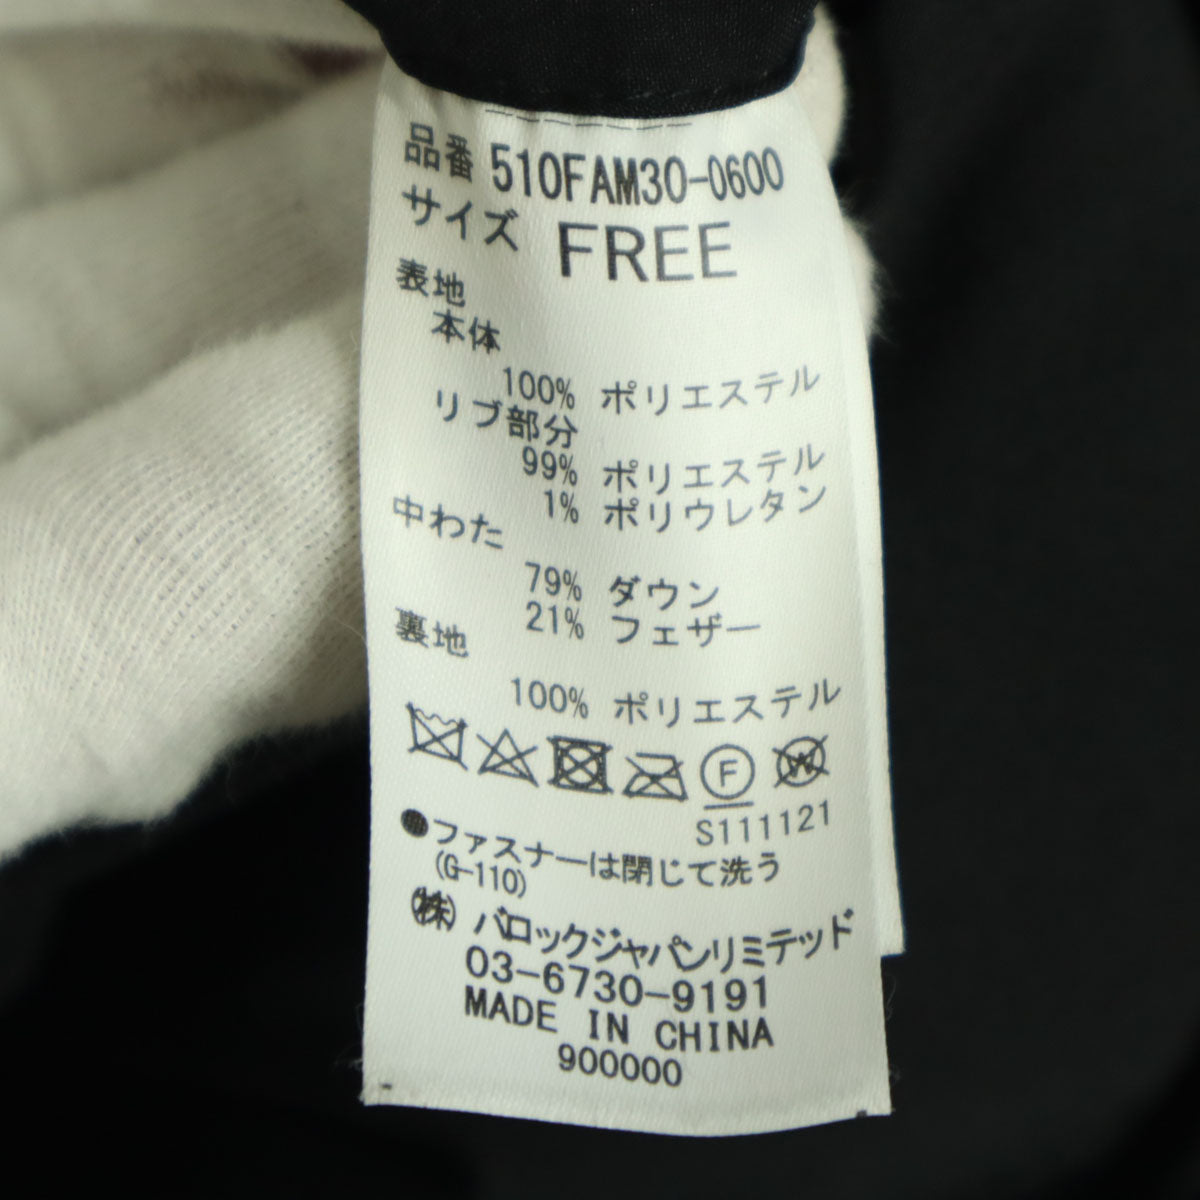 品番 510FAM30-0600
サイズ FREE
表地
本体
100% ポリエステル
リブ部分
99% ポリエステル
1% ポリウレタン
中わた
79% ダウン
21% フェザー
裏地
100% ポリエステル
F W
S111121
●ファスナーは閉じて洗う
(G-110)
㈱ バロックジャパンリミテッド
03-6730-9191
MADE IN CHINA
900000